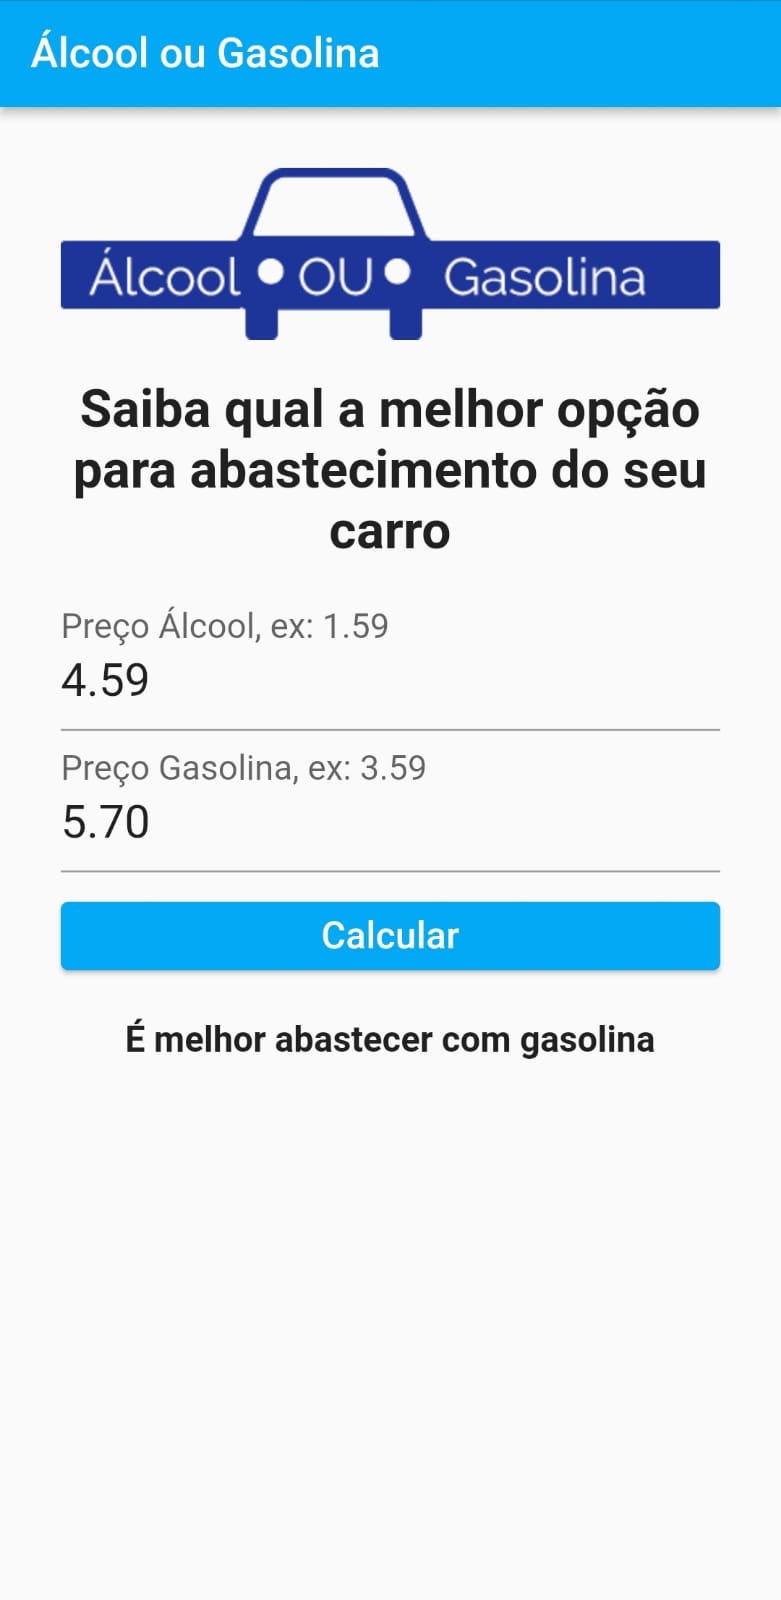 Álcool ou Gasolina
Álcool • OU • Gasolina
Saiba qual a melhor opção
para abastecimento do seu
carro
Preço Álcool, ex: 1.59
4.59
Preço Gasolina, ex: 3.59
5.70
Calcular
É melhor abastecer com gasolina